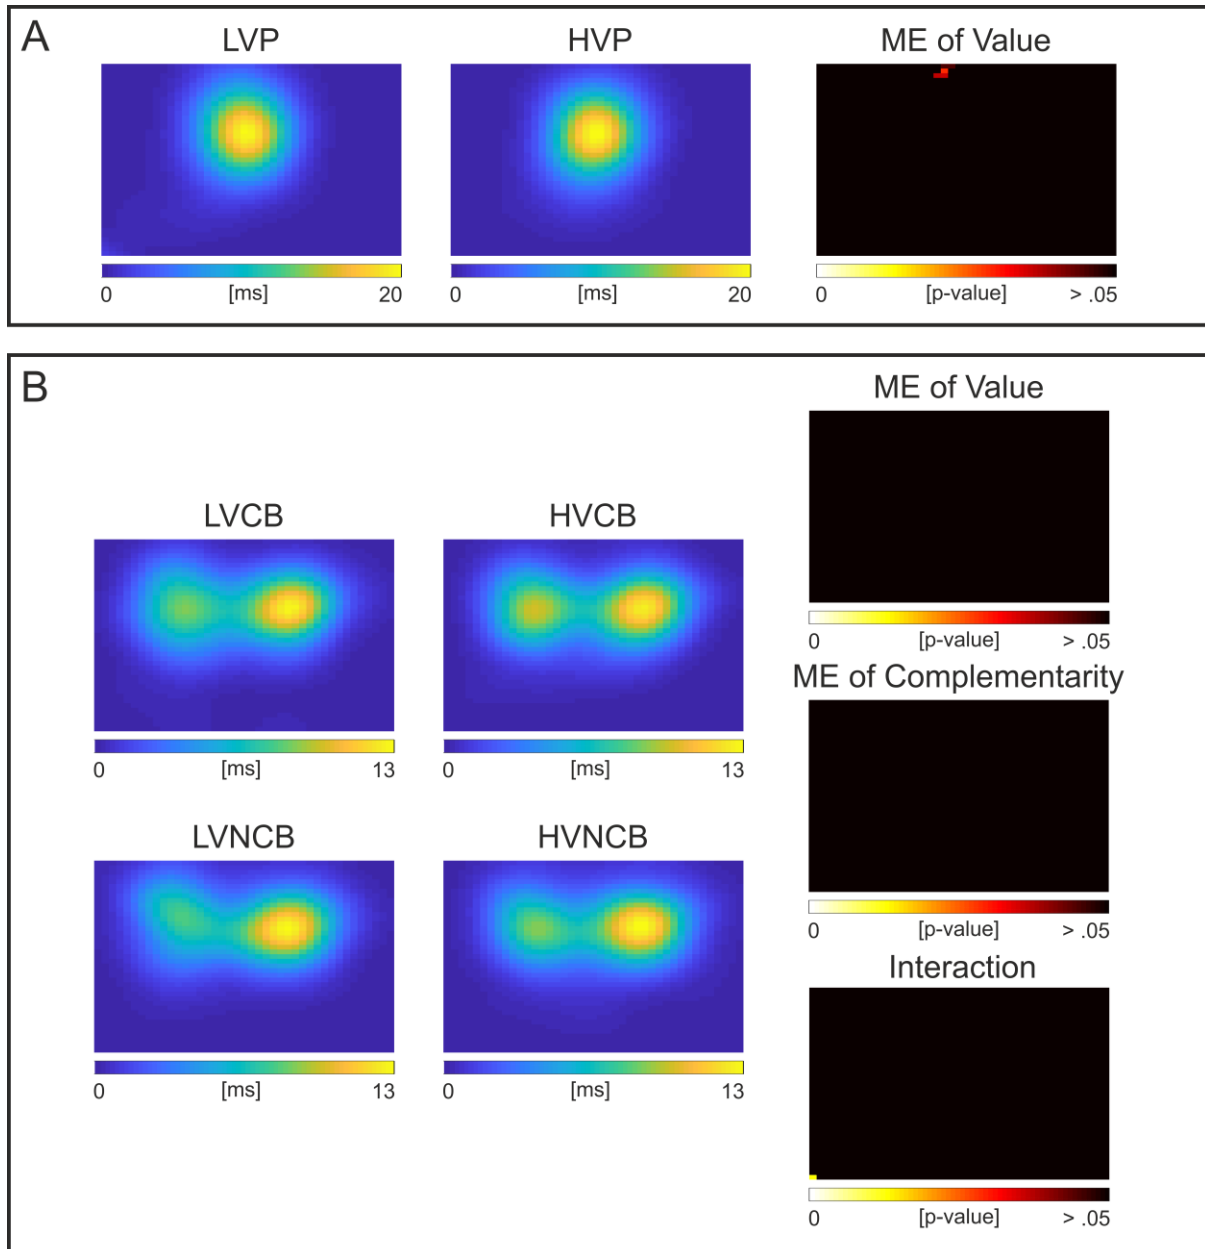 A
LVP
HVP
ME of Value
0 [ms] 20
0 [ms] 20
0 [p-value] > .05
B
ME of Value
0 [p-value] > .05
LVCB
HVCB
0 [ms] 13
0 [ms] 13
ME of Complementarity
0 [p-value] > .05
LVNCB
HVNCB
0 [ms] 13
0 [ms] 13
Interaction
0 [p-value] > .05